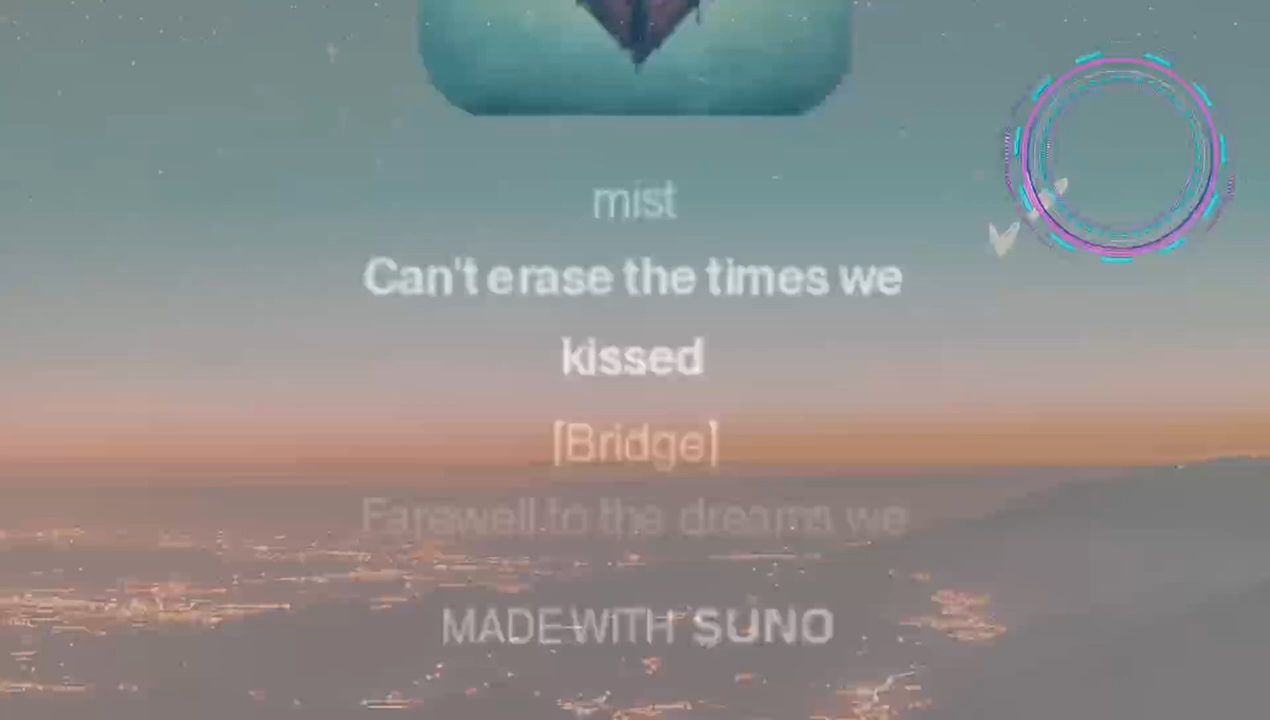 mist
Can't erase the times we
kissed
[Bridge]
Farewell to the dreams we
MADE WITH SUNO